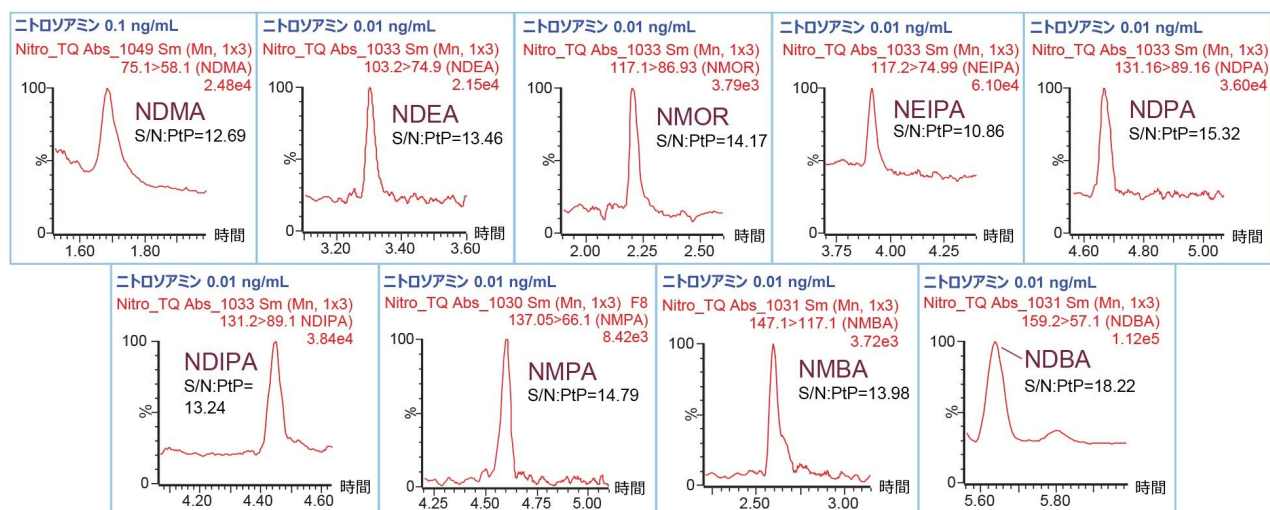 ニトロソアミン 0.1 ng/mL
Nitro_TQ Abs_1049 Sm (Mn, 1x3)
75.1>58.1 (NDMA)
2.48e4
100
NDMA
S/N:PtP=12.69
%
0
1.60 1.80 時間
ニトロソアミン 0.01 ng/mL
Nitro_TQ Abs_1033 Sm (Mn, 1x3)
103.2>74.9 (NDEA)
2.15e4
100
NDEA
S/N:PtP=13.46
%
0
3.20 3.40 3.60
時間
ニトロソアミン 0.01 ng/mL
Nitro_TQ Abs_1033 Sm (Mn, 1x3)
117.1>86.93 (NMOR)
3.79e3
100
NMOR
S/N:PtP=14.17
%
0
2.00 2.25 2.50 時間
ニトロソアミン 0.01 ng/mL
Nitro_TQ Abs_1033 Sm (Mn, 1x3)
117.2>74.99 (NEIPA)
6.10e4
100
NEIPA
S/N:PtP=10.86
%
0
3.75 4.00 4.25 時間
ニトロソアミン 0.01 ng/mL
Nitro_TQ Abs_1033 Sm (Mn, 1x3)
131.16>89.16 (NDPA)
3.60e4
100
NDPA
S/N:PtP=15.32
%
0
4.60 4.80 5.00 時間
ニトロソアミン 0.01 ng/mL
Nitro_TQ Abs_1033 Sm (Mn, 1x3)
131.2>89.1 NDIPA)
3.84e4
100
NDIPA
S/N:PtP=
13.24
%
0
4.20 4.40 4.60 時間
ニトロソアミン 0.01 ng/mL
Nitro_TQ Abs_1030 Sm (Mn, 1x3) F8
137.05>66.1 (NMPA)
8.42e3
100
NMPA
S/N:PtP=14.79
%
0
4.25 4.50 4.75 5.00 時間
ニトロソアミン 0.01 ng/mL
Nitro_TQ Abs_1031 Sm (Mn, 1x3)
147.1>117.1 (NMBA)
3.72e3
100
NMBA
S/N:PtP=13.98
%
0
2.50 3.00 時間
ニトロソアミン 0.01 ng/mL
Nitro_TQ Abs_1031 Sm (Mn, 1x3)
159.2>57.1 (NDBA)
1.12e5
100
NDBA
S/N:PtP=18.22
%
0
5.60 5.80 時間